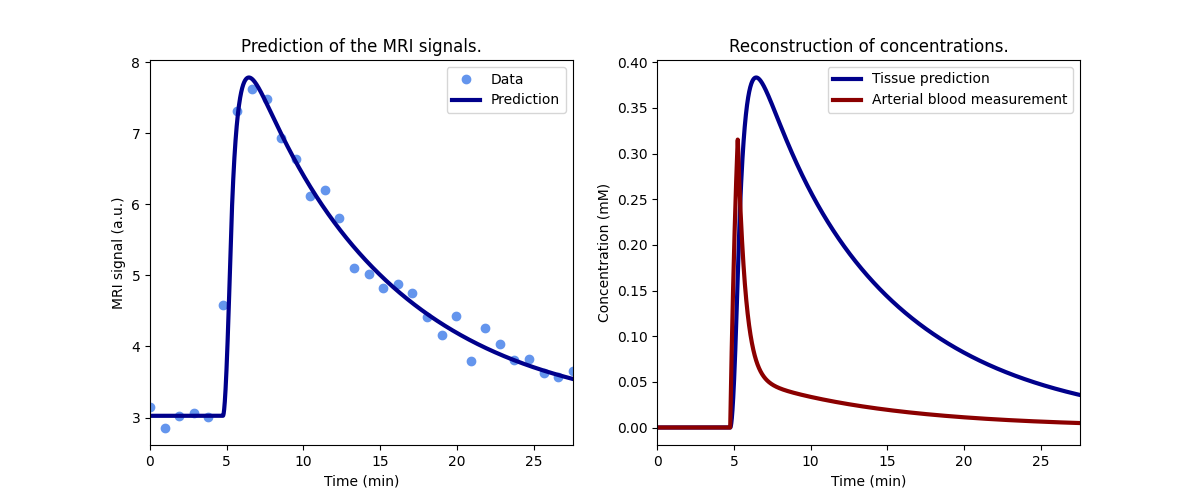 Prediction of the MRI signals.
Data
Prediction
8
7
6
5
4
3
MRI signal (a.u.)
0
5
10
15
20
25
Time (min)
Reconstruction of concentrations.
Tissue prediction
Arterial blood measurement
0.40
0.35
0.30
0.25
0.20
0.15
0.10
0.05
0.00
Concentration (mM)
0
5
10
15
20
25
Time (min)